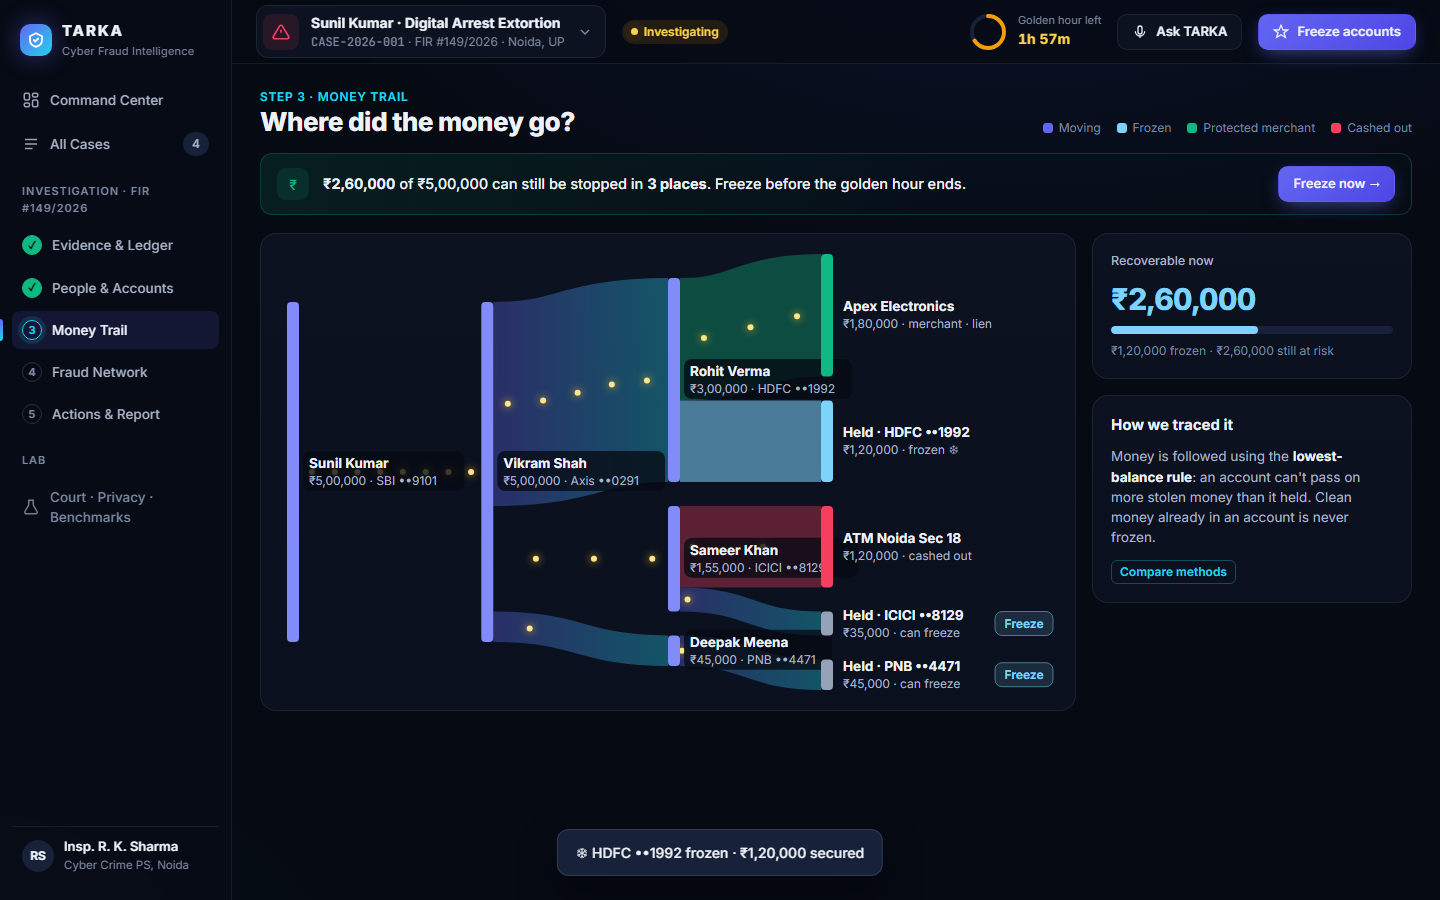 TARKA
Cyber Fraud Intelligence
Command Center
All Cases 4
INVESTIGATION · FIR
#149/2026
✓ Evidence & Ledger
✓ People & Accounts
3 Money Trail
4 Fraud Network
5 Actions & Report
LAB
Court · Privacy ·
Benchmarks
RS
Insp. R. K. Sharma
Cyber Crime PS, Noida
Sunil Kumar · Digital Arrest Extortion
CASE-2026-001 · FIR #149/2026 · Noida, UP
Investigating
Golden hour left
1h 57m
Ask TARKA
Freeze accounts
STEP 3 · MONEY TRAIL
Where did the money go?
Moving
Frozen
Protected merchant
Cashed out
₹
₹2,60,000 of ₹5,00,000 can still be stopped in 3 places. Freeze before the golden hour ends.
Freeze now →
Sunil Kumar
₹5,00,000 · SBI ••9101
Vikram Shah
₹5,00,000 · Axis ••0291
Rohit Verma
₹3,00,000 · HDFC ••1992
Sameer Khan
₹1,55,000 · ICICI ••8129
Deepak Meena
₹45,000 · PNB ••4471
Apex Electronics
₹1,80,000 · merchant · lien
Held · HDFC ••1992
₹1,20,000 · frozen ❄
ATM Noida Sec 18
₹1,20,000 · cashed out
Held · ICICI ••8129
₹35,000 · can freeze
Freeze
Held · PNB ••4471
₹45,000 · can freeze
Freeze
Recoverable now
₹2,60,000
₹1,20,000 frozen · ₹2,60,000 still at risk
How we traced it
Money is followed using the lowest-
balance rule: an account can't pass on
more stolen money than it held. Clean
money already in an account is never
frozen.
Compare methods
❄ HDFC ••1992 frozen · ₹1,20,000 secured